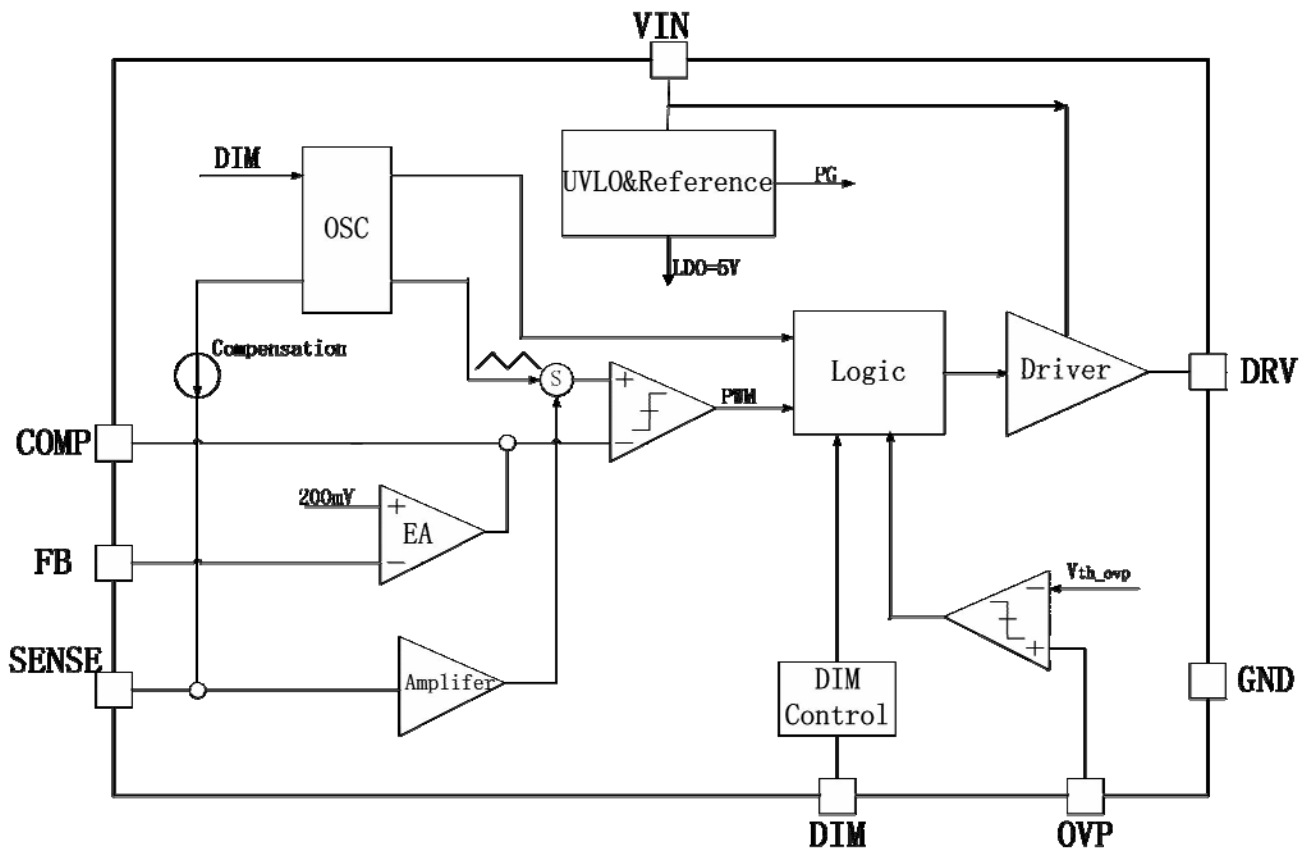 VIN
DIM
OSC
UVLO&Reference
PG
LDO=5V
Compensation
S
+
−
PWM
Logic
Driver
DRV
COMP
200mV
+
−
EA
FB
Vth_ovp
−
+
SENSE
Amplifer
DIM
Control
GND
DIM
OVP